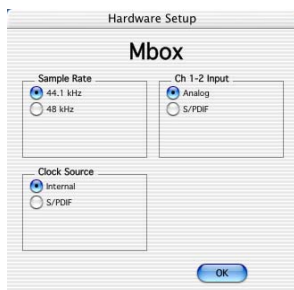 Hardware Setup
Mbox
Sample Rate
44.1 kHz
48 kHz
Ch 1-2 Input
Analog
S/PDIF
Clock Source
Internal
S/PDIF
OK